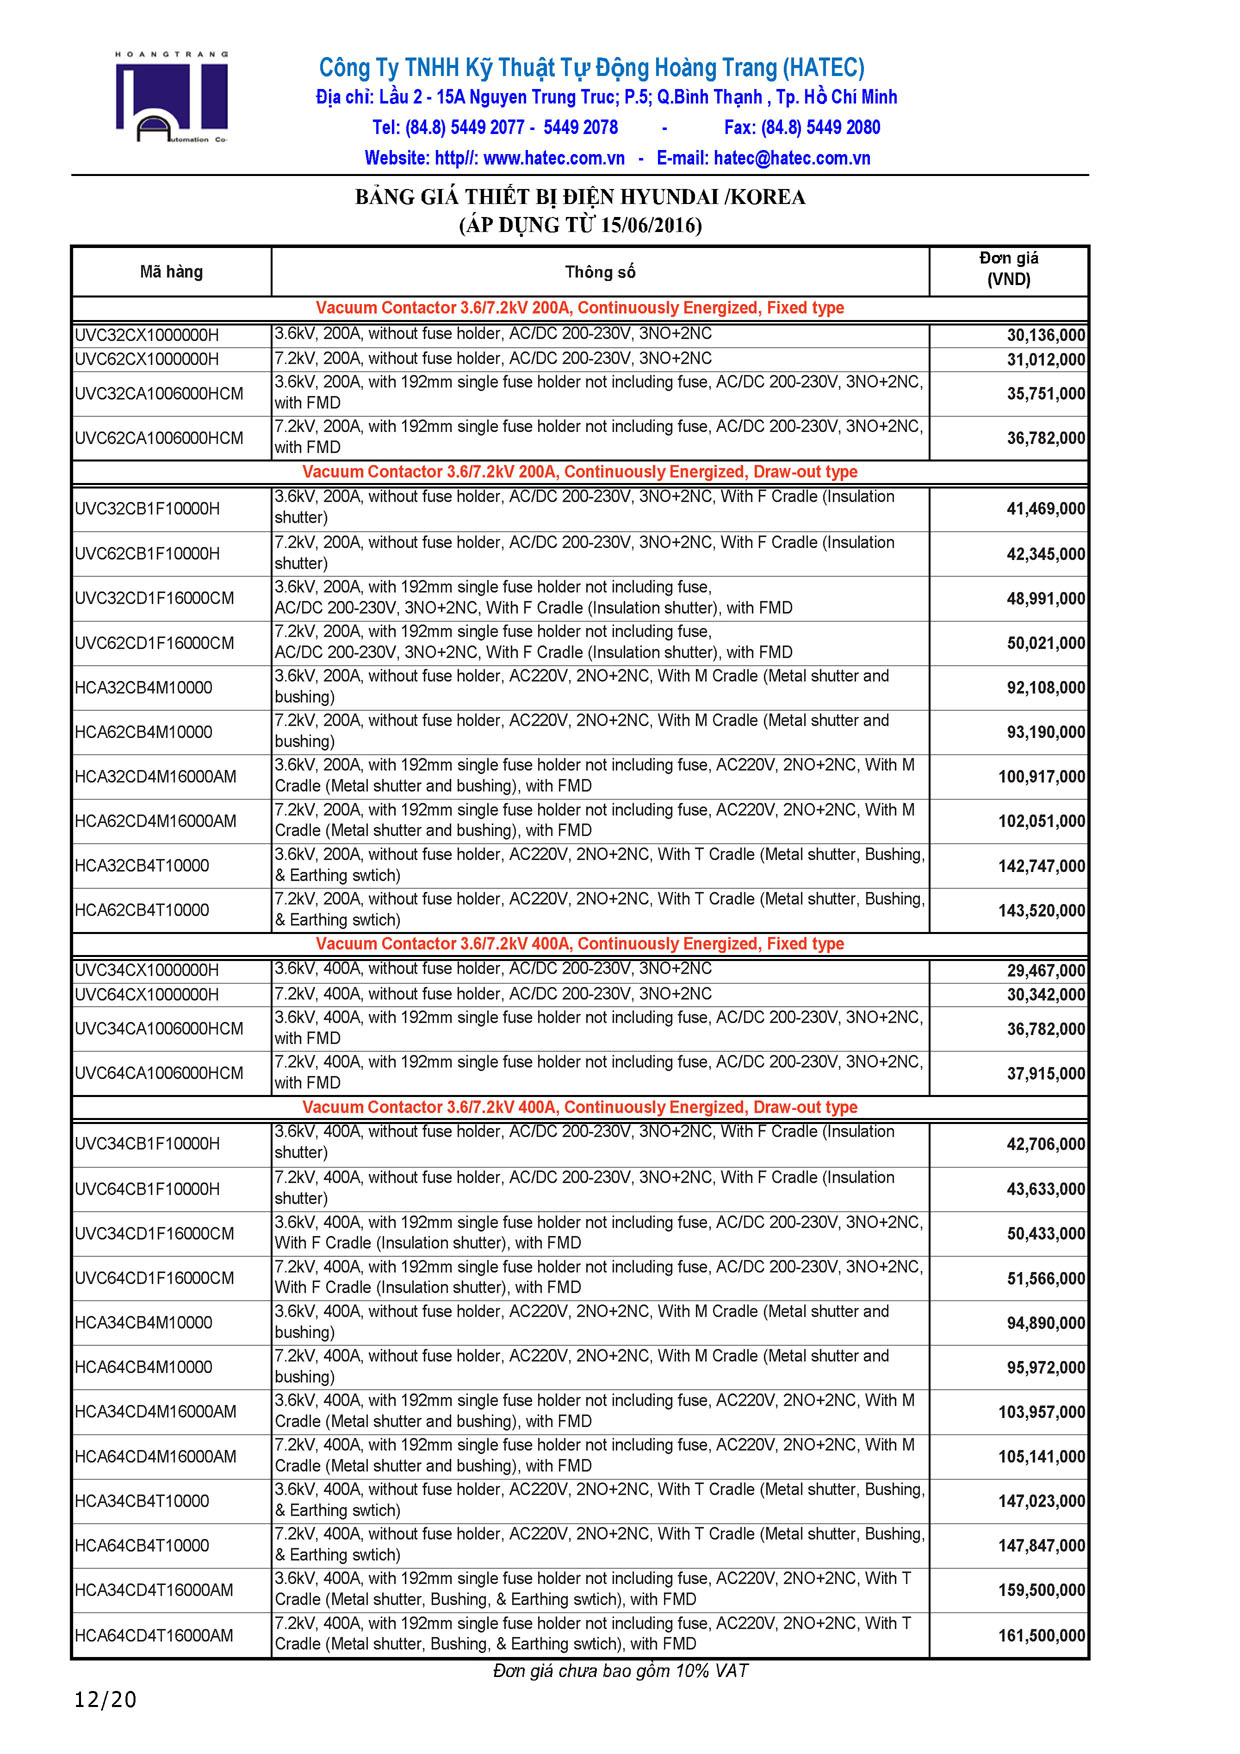 HOANGTRANG
Automation Co.
Công Ty TNHH Kỹ Thuật Tự Động Hoàng Trang (HATEC)
Địa chỉ: Lầu 2 - 15A Nguyen Trung Truc; P.5; Q.Bình Thạnh , Tp. Hồ Chí Minh
Tel: (84.8) 5449 2077 - 5449 2078 - Fax: (84.8) 5449 2080
Website: http//: www.hatec.com.vn - E-mail: hatec@hatec.com.vn
BẢNG GIÁ THIẾT BỊ ĐIỆN HYUNDAI /KOREA
(ÁP DỤNG TỪ 15/06/2016)
Mã hàng Thông số Đơn giá
(VND)
Vacuum Contactor 3.6/7.2kV 200A, Continuously Energized, Fixed type
UVC32CX1000000H 3.6kV, 200A, without fuse holder, AC/DC 200-230V, 3NO+2NC 30,136,000
UVC62CX1000000H 7.2kV, 200A, without fuse holder, AC/DC 200-230V, 3NO+2NC 31,012,000
UVC32CA1006000HCM 3.6kV, 200A, with 192mm single fuse holder not including fuse, AC/DC 200-230V, 3NO+2NC,
with FMD 35,751,000
UVC62CA1006000HCM 7.2kV, 200A, with 192mm single fuse holder not including fuse, AC/DC 200-230V, 3NO+2NC,
with FMD 36,782,000
Vacuum Contactor 3.6/7.2kV 200A, Continuously Energized, Draw-out type
UVC32CB1F10000H 3.6kV, 200A, without fuse holder, AC/DC 200-230V, 3NO+2NC, With F Cradle (Insulation
shutter) 41,469,000
UVC62CB1F10000H 7.2kV, 200A, without fuse holder, AC/DC 200-230V, 3NO+2NC, With F Cradle (Insulation
shutter) 42,345,000
UVC32CD1F16000CM 3.6kV, 200A, with 192mm single fuse holder not including fuse,
AC/DC 200-230V, 3NO+2NC, With F Cradle (Insulation shutter), with FMD 48,991,000
UVC62CD1F16000CM 7.2kV, 200A, with 192mm single fuse holder not including fuse,
AC/DC 200-230V, 3NO+2NC, With F Cradle (Insulation shutter), with FMD 50,021,000
HCA32CB4M10000 3.6kV, 200A, without fuse holder, AC220V, 2NO+2NC, With M Cradle (Metal shutter and
bushing) 92,108,000
HCA62CB4M10000 7.2kV, 200A, without fuse holder, AC220V, 2NO+2NC, With M Cradle (Metal shutter and
bushing) 93,190,000
HCA32CD4M16000AM 3.6kV, 200A, with 192mm single fuse holder not including fuse, AC220V, 2NO+2NC, With M
Cradle (Metal shutter and bushing), with FMD 100,917,000
HCA62CD4M16000AM 7.2kV, 200A, with 192mm single fuse holder not including fuse, AC220V, 2NO+2NC, With M
Cradle (Metal shutter and bushing), with FMD 102,051,000
HCA32CB4T10000 3.6kV, 200A, without fuse holder, AC220V, 2NO+2NC, With T Cradle (Metal shutter, Bushing,
& Earthing swtich) 142,747,000
HCA62CB4T10000 7.2kV, 200A, without fuse holder, AC220V, 2NO+2NC, With T Cradle (Metal shutter, Bushing,
& Earthing swtich) 143,520,000
Vacuum Contactor 3.6/7.2kV 400A, Continuously Energized, Fixed type
UVC34CX1000000H 3.6kV, 400A, without fuse holder, AC/DC 200-230V, 3NO+2NC 29,467,000
UVC64CX1000000H 7.2kV, 400A, without fuse holder, AC/DC 200-230V, 3NO+2NC 30,342,000
UVC34CA1006000HCM 3.6kV, 400A, with 192mm single fuse holder not including fuse, AC/DC 200-230V, 3NO+2NC,
with FMD 36,782,000
UVC64CA1006000HCM 7.2kV, 400A, with 192mm single fuse holder not including fuse, AC/DC 200-230V, 3NO+2NC,
with FMD 37,915,000
Vacuum Contactor 3.6/7.2kV 400A, Continuously Energized, Draw-out type
UVC34CB1F10000H 3.6kV, 400A, without fuse holder, AC/DC 200-230V, 3NO+2NC, With F Cradle (Insulation
shutter) 42,706,000
UVC64CB1F10000H 7.2kV, 400A, without fuse holder, AC/DC 200-230V, 3NO+2NC, With F Cradle (Insulation
shutter) 43,633,000
UVC34CD1F16000CM 3.6kV, 400A, with 192mm single fuse holder not including fuse, AC/DC 200-230V, 3NO+2NC,
With F Cradle (Insulation shutter), with FMD 50,433,000
UVC64CD1F16000CM 7.2kV, 400A, with 192mm single fuse holder not including fuse, AC/DC 200-230V, 3NO+2NC,
With F Cradle (Insulation shutter), with FMD 51,566,000
HCA34CB4M10000 3.6kV, 400A, without fuse holder, AC220V, 2NO+2NC, With M Cradle (Metal shutter and
bushing) 94,890,000
HCA64CB4M10000 7.2kV, 400A, without fuse holder, AC220V, 2NO+2NC, With M Cradle (Metal shutter and
bushing) 95,972,000
HCA34CD4M16000AM 3.6kV, 400A, with 192mm single fuse holder not including fuse, AC220V, 2NO+2NC, With M
Cradle (Metal shutter and bushing), with FMD 103,957,000
HCA64CD4M16000AM 7.2kV, 400A, with 192mm single fuse holder not including fuse, AC220V, 2NO+2NC, With M
Cradle (Metal shutter and bushing), with FMD 105,141,000
HCA34CB4T10000 3.6kV, 400A, without fuse holder, AC220V, 2NO+2NC, With T Cradle (Metal shutter, Bushing,
& Earthing swtich) 147,023,000
HCA64CB4T10000 7.2kV, 400A, without fuse holder, AC220V, 2NO+2NC, With T Cradle (Metal shutter, Bushing,
& Earthing swtich) 147,847,000
HCA34CD4T16000AM 3.6kV, 400A, with 192mm single fuse holder not including fuse, AC220V, 2NO+2NC, With T
Cradle (Metal shutter, Bushing, & Earthing swtich), with FMD 159,500,000
HCA64CD4T16000AM 7.2kV, 400A, with 192mm single fuse holder not including fuse, AC220V, 2NO+2NC, With T
Cradle (Metal shutter, Bushing, & Earthing swtich), with FMD 161,500,000
Đơn giá chưa bao gồm 10% VAT
12/20